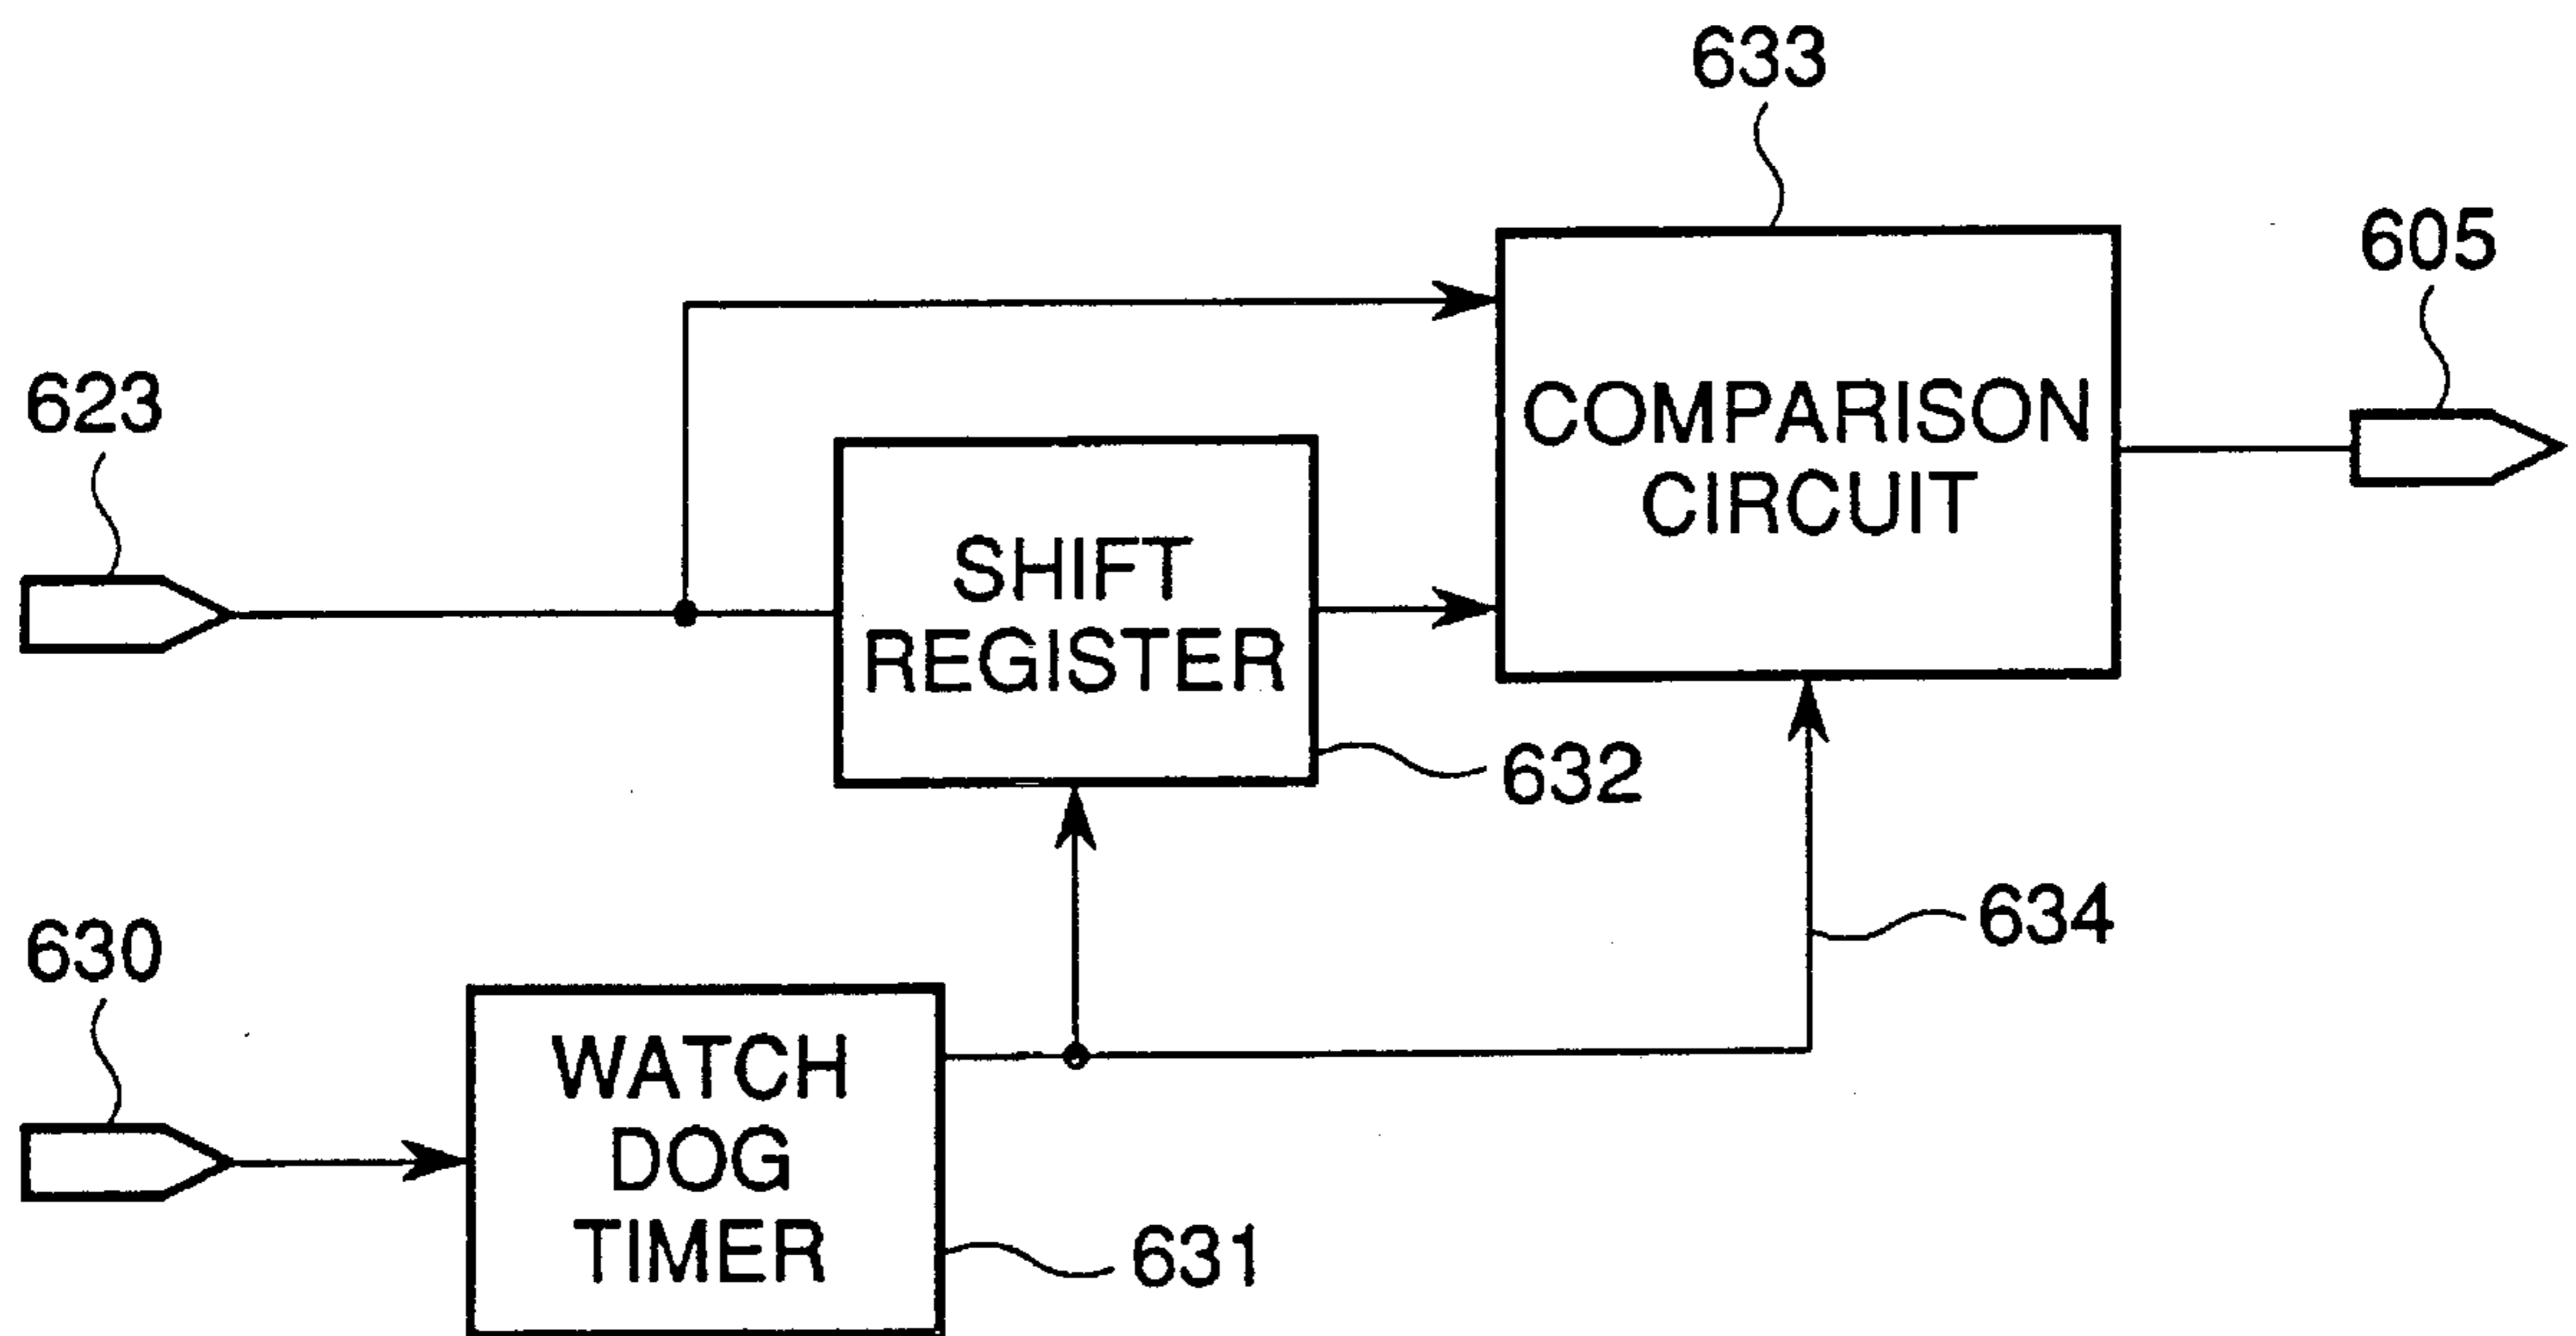 633
605
623
COMPARISON
CIRCUIT
SHIFT
REGISTER
632
634
630
WATCH
DOG
TIMER
631